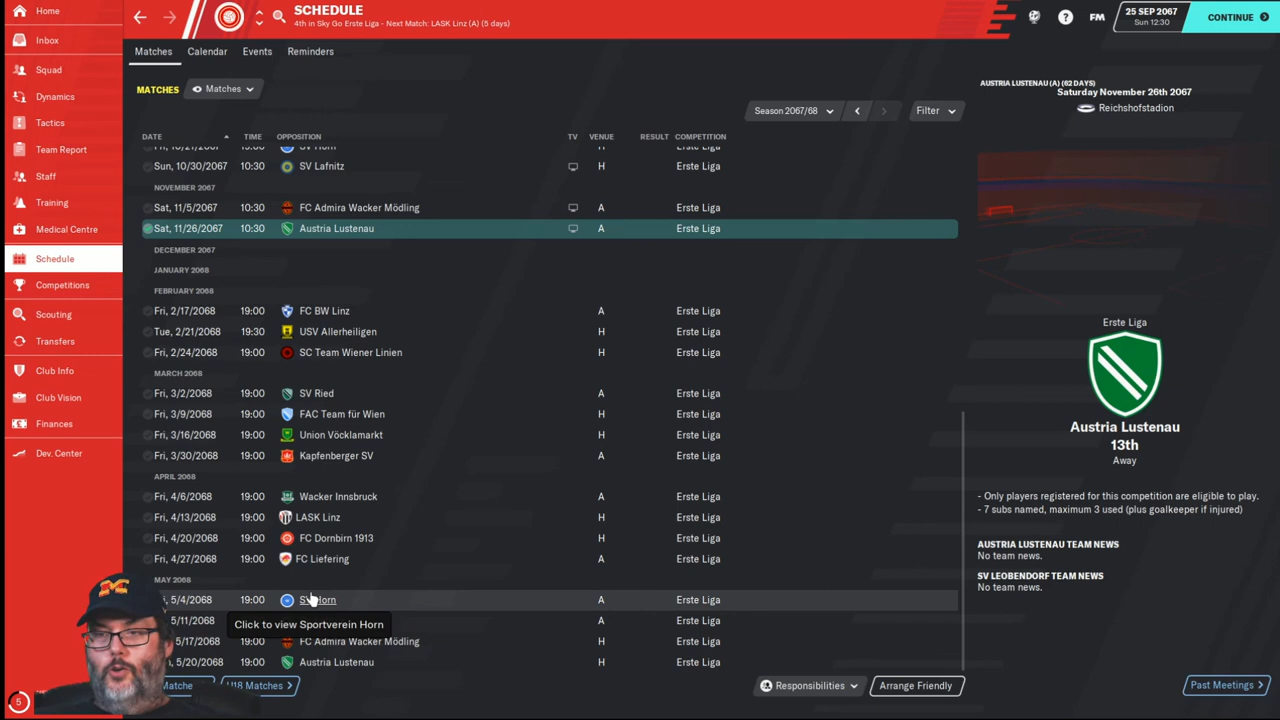 Home
SCHEDULE
4th in Sky Go Erste Liga - Next Match: LASK Linz (A) (5 days)
FM
25 SEP 2067
Sun 12:30
CONTINUE
Inbox
Squad
Dynamics
Tactics
Team Report
Staff
Training
Medical Centre
Schedule
Competitions
Scouting
Transfers
Club Info
Club Vision
Finances
Dev. Center
Matches Calendar Events Reminders
MATCHES Matches
Season 2067/68 Filter
DATE TIME OPPOSITION TV VENUE RESULT COMPETITION
Sun, 10/30/2067 10:30 SV Lafnitz H Erste Liga
NOVEMBER 2067
Sat, 11/5/2067 10:30 FC Admira Wacker Mödling A Erste Liga
Sat, 11/26/2067 10:30 Austria Lustenau A Erste Liga
DECEMBER 2067
JANUARY 2068
FEBRUARY 2068
Fri, 2/17/2068 19:00 FC BW Linz A Erste Liga
Tue, 2/21/2068 19:30 USV Allerheiligen H Erste Liga
Fri, 2/24/2068 19:00 SC Team Wiener Linien H Erste Liga
MARCH 2068
Fri, 3/2/2068 19:00 SV Ried A Erste Liga
Fri, 3/9/2068 19:00 FAC Team für Wien H Erste Liga
Fri, 3/16/2068 19:00 Union Vöcklamarkt H Erste Liga
Fri, 3/30/2068 19:00 Kapfenberger SV A Erste Liga
APRIL 2068
Fri, 4/6/2068 19:00 Wacker Innsbruck A Erste Liga
Fri, 4/13/2068 19:00 LASK Linz H Erste Liga
Fri, 4/20/2068 19:00 FC Dornbirn 1913 H Erste Liga
Fri, 4/27/2068 19:00 FC Liefering A Erste Liga
MAY 2068
5/4/2068 19:00 SV Horn A Erste Liga
5/11/2068 19:00 A Erste Liga
Click to view Sportverein Horn
5/17/2068 19:00 FC Admira Wacker Mödling H Erste Liga
5/20/2068 19:00 Austria Lustenau H Erste Liga
U18 Matches
Responsibilities Arrange Friendly Past Meetings
5
AUSTRIA LUSTENAU (A) (62 DAYS)
Saturday November 26th 2067
Reichshofstadion
Erste Liga
Austria Lustenau
13th
Away
- Only players registered for this competition are eligible to play.
- 7 subs named, maximum 3 used (plus goalkeeper if injured)
AUSTRIA LUSTENAU TEAM NEWS
No team news.
SV LEOBENDORF TEAM NEWS
No team news.